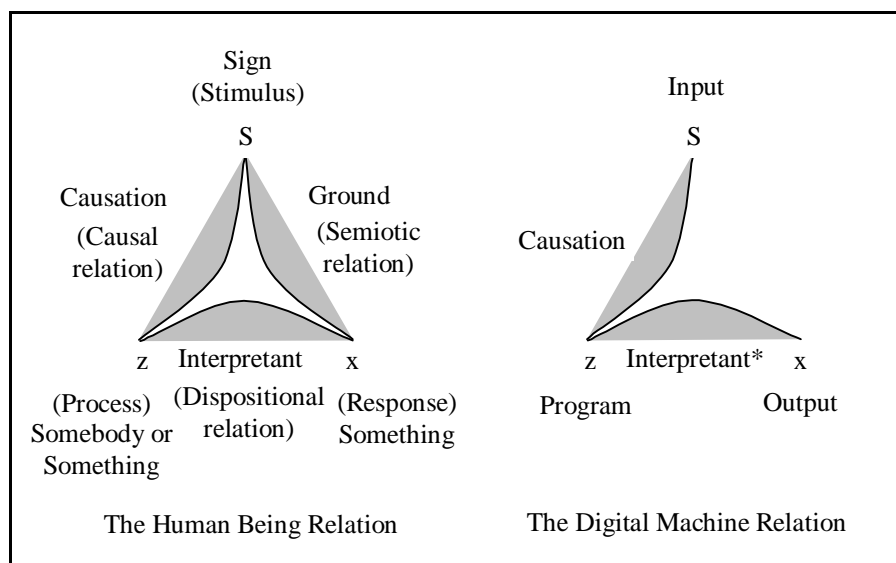 Sign
(Stimulus)
S
Causation
(Causal
relation)
Ground
(Semiotic
relation)
z
Interpretant
x
(Process)
Somebody or
Something
(Dispositional
relation)
(Response)
Something
The Human Being Relation
Input
S
Causation
z
Interpretant*
x
Program
Output
The Digital Machine Relation